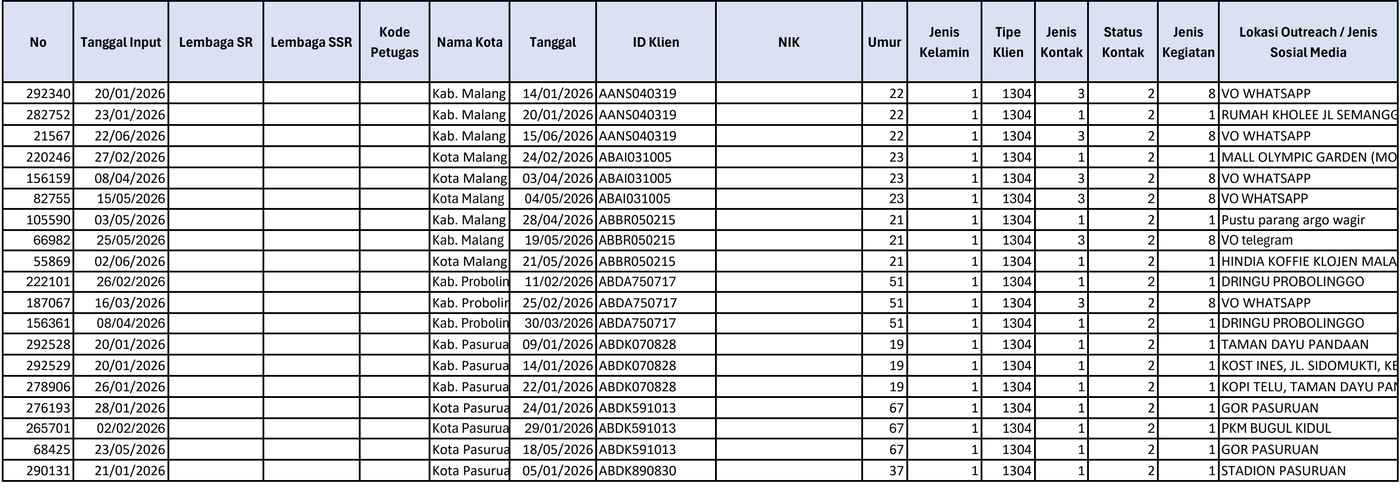 No Tanggal Input Lembaga SR Lembaga SSR Kode Petugas Nama Kota Tanggal ID Klien NIK Umur Jenis Kelamin Tipe Klien Jenis Kontak Status Kontak Jenis Kegiatan Lokasi Outreach / Jenis Sosial Media
292340 20/01/2026 Kab. Malang 14/01/2026 AANS040319 22 1 1304 3 2 8 VO WHATSAPP
282752 23/01/2026 Kab. Malang 20/01/2026 AANS040319 22 1 1304 1 2 1 RUMAH KHOLEE JL SEMANGG
21567 22/06/2026 Kab. Malang 15/06/2026 AANS040319 22 1 1304 3 2 8 VO WHATSAPP
220246 27/02/2026 Kota Malang 24/02/2026 ABAI031005 23 1 1304 1 2 1 MALL OLYMPIC GARDEN (MO
156159 08/04/2026 Kota Malang 03/04/2026 ABAI031005 23 1 1304 3 2 8 VO WHATSAPP
82755 15/05/2026 Kota Malang 04/05/2026 ABAI031005 23 1 1304 3 2 8 VO WHATSAPP
105590 03/05/2026 Kab. Malang 28/04/2026 ABBR050215 21 1 1304 1 2 1 Pustu parang argo wagir
66982 25/05/2026 Kab. Malang 19/05/2026 ABBR050215 21 1 1304 3 2 8 VO telegram
55869 02/06/2026 Kota Malang 21/05/2026 ABBR050215 21 1 1304 1 2 1 HINDIA KOFFIE KLOJEN MALA
222101 26/02/2026 Kab. Probolin 11/02/2026 ABDA750717 51 1 1304 1 2 1 DRINGU PROBOLINGGO
187067 16/03/2026 Kab. Probolin 25/02/2026 ABDA750717 51 1 1304 3 2 8 VO WHATSAPP
156361 08/04/2026 Kab. Probolin 30/03/2026 ABDA750717 51 1 1304 1 2 1 DRINGU PROBOLINGGO
292528 20/01/2026 Kab. Pasurua 09/01/2026 ABDK070828 19 1 1304 1 2 1 TAMAN DAYU PANDAAN
292529 20/01/2026 Kab. Pasurua 14/01/2026 ABDK070828 19 1 1304 1 2 1 KOST INES, JL. SIDOMUKTI, KE
278906 26/01/2026 Kab. Pasurua 22/01/2026 ABDK070828 19 1 1304 1 2 1 KOPI TELU, TAMAN DAYU PAN
276193 28/01/2026 Kota Pasurua 24/01/2026 ABDK591013 67 1 1304 1 2 1 GOR PASURUAN
265701 02/02/2026 Kota Pasurua 29/01/2026 ABDK591013 67 1 1304 1 2 1 PKM BUGUL KIDUL
68425 23/05/2026 Kota Pasurua 18/05/2026 ABDK591013 67 1 1304 1 2 1 GOR PASURUAN
290131 21/01/2026 Kota Pasurua 05/01/2026 ABDK890830 37 1 1304 1 2 1 STADION PASURUAN